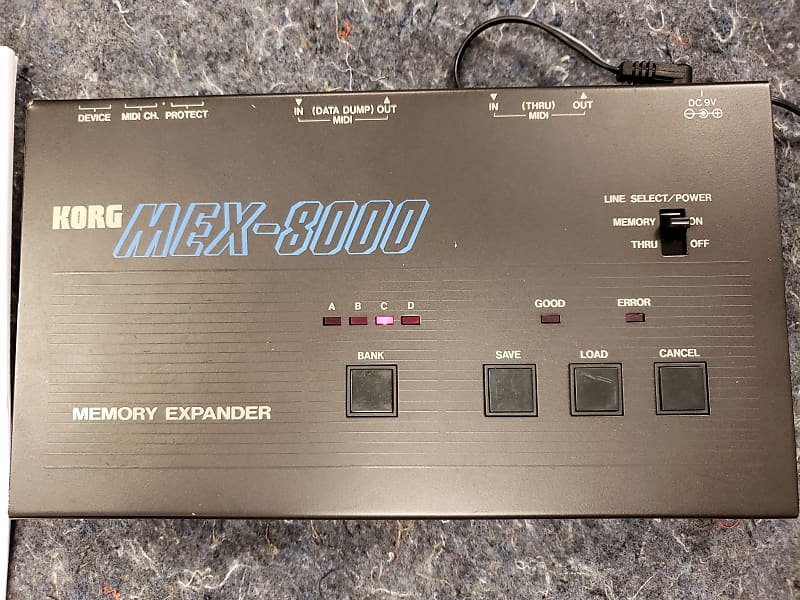 DEVICE MIDI CH. PROTECT
IN (DATA DUMP) OUT
MIDI
IN (THRU) OUT
MIDI
DC 9V
KORG MEX-8000
LINE SELECT/POWER
MEMORY ON
THRU OFF
A B C D
GOOD ERROR
BANK SAVE LOAD CANCEL
MEMORY EXPANDER